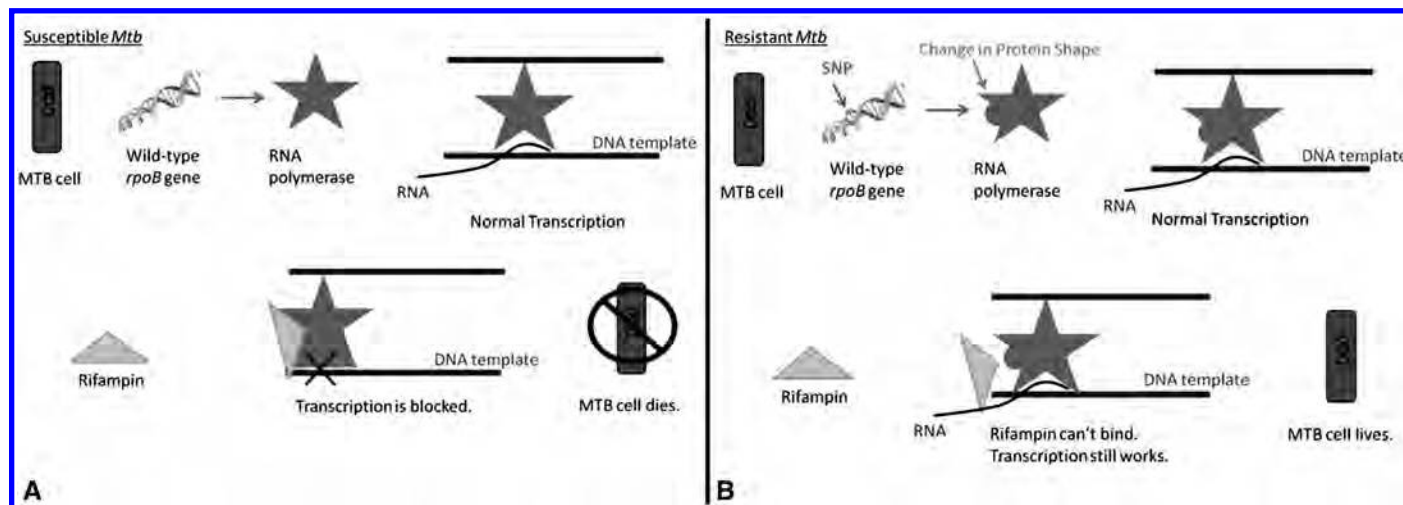 Susceptible Mtb
MTB cell
Wild-type
rpoB gene
RNA
polymerase
DNA template
RNA
Normal Transcription
Rifampin
DNA template
Transcription is blocked.
MTB cell dies.
A
Resistant Mtb
Change in Protein Shape
SNP
MTB cell
Wild-type
rpoB gene
RNA
polymerase
DNA template
RNA
Normal Transcription
Rifampin
DNA template
RNA
Rifampin can't bind.
Transcription still works.
MTB cell lives.
B